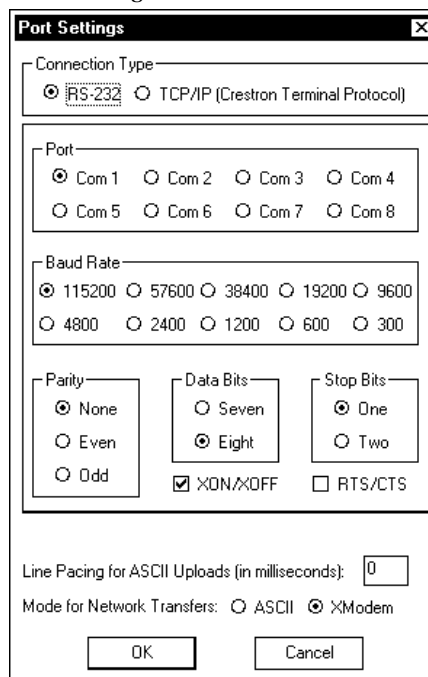 Port Settings
Connection Type
RS-232 TCP/IP (Crestron Terminal Protocol)
Port
Com 1 Com 2 Com 3 Com 4
Com 5 Com 6 Com 7 Com 8
Baud Rate
115200 57600 38400 19200 9600
4800 2400 1200 600 300
Parity
None
Even
Odd
Data Bits
Seven
Eight
Stop Bits
One
Two
XON/XOFF RTS/CTS
Line Pacing for ASCII Uploads (in milliseconds): 0
Mode for Network Transfers: ASCII XModem
OK Cancel